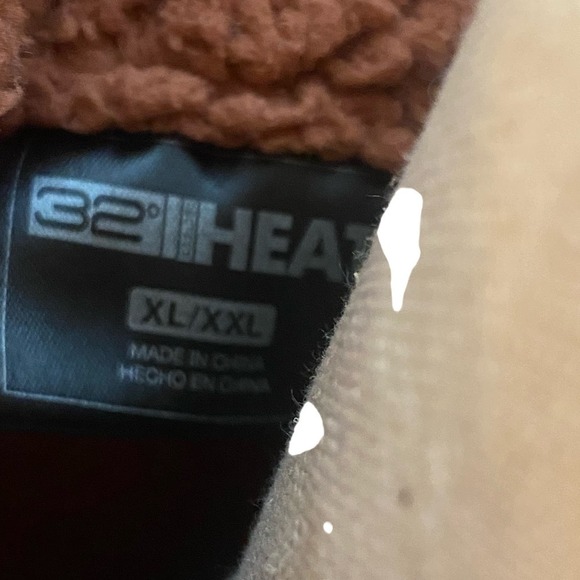 32° HEAT
XL/XXL
MADE IN CHINA
HECHO EN CHINA